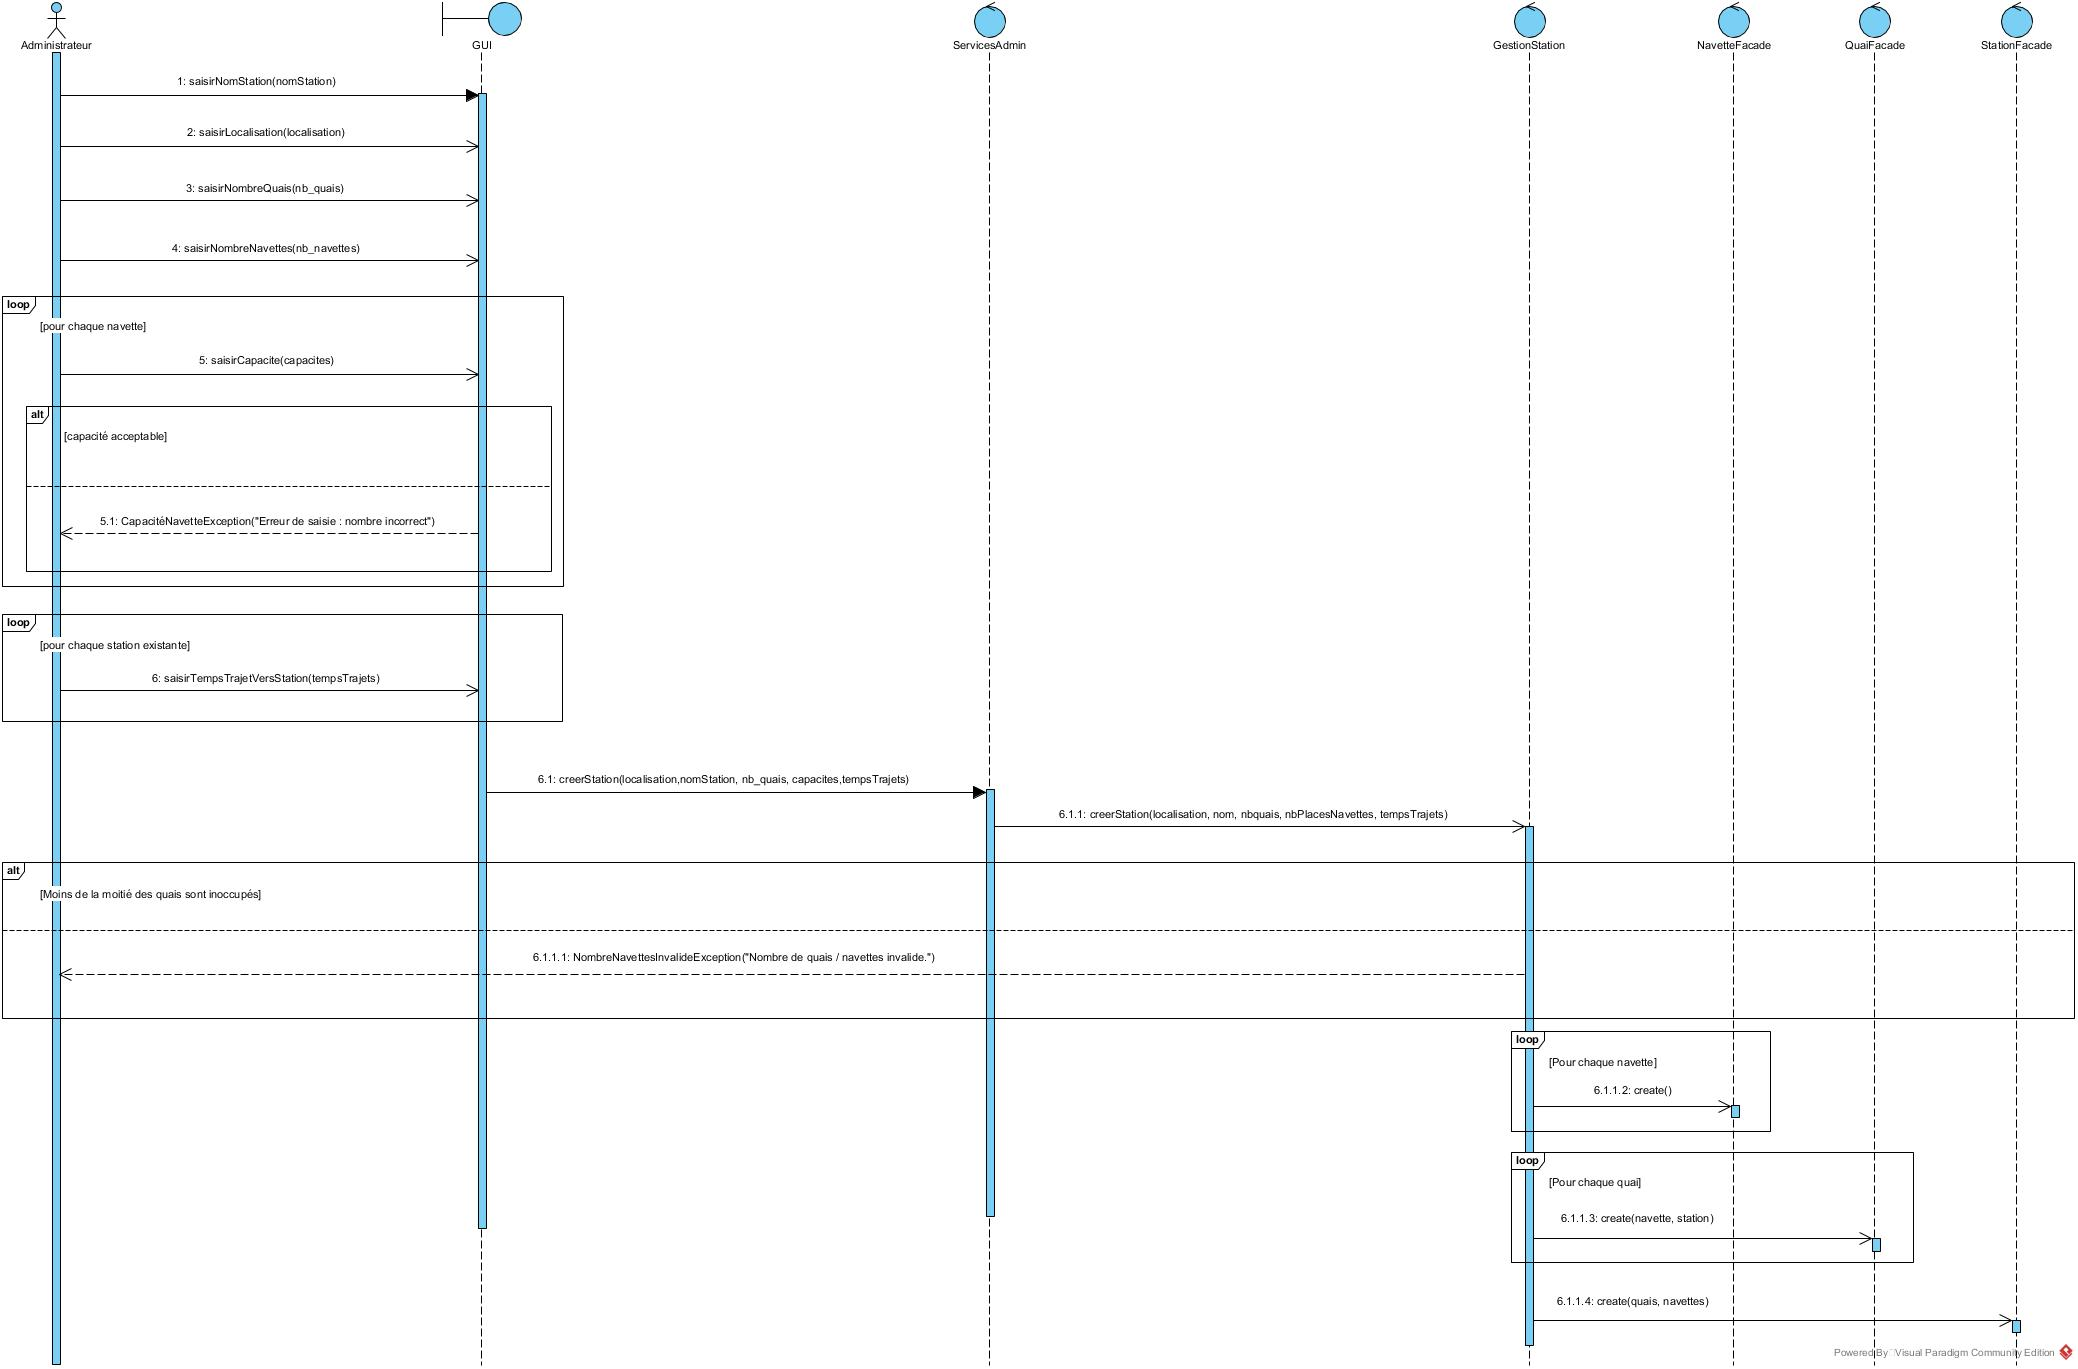 Administrateur
GUI
ServicesAdmin
GestionStation
NavetteFacade
QuaiFacade
StationFacade
1: saisirNomStation(nomStation)
2: saisirLocalisation(localisation)
3: saisirNombreQuais(nb_quais)
4: saisirNombreNavettes(nb_navettes)
loop
[pour chaque navette]
5: saisirCapacite(capacites)
alt
[capacité acceptable]
5.1: CapacitéNavetteException("Erreur de saisie : nombre incorrect")
loop
[pour chaque station existante]
6: saisirTempsTrajetVersStation(tempsTrajets)
6.1: creerStation(localisation,nomStation, nb_quais, capacites,tempsTrajets)
6.1.1: creerStation(localisation, nom, nbquais, nbPlacesNavettes, tempsTrajets)
alt
[Moins de la moitié des quais sont inoccupés]
6.1.1.1: NombreNavettesInvalideException("Nombre de quais / navettes invalide.")
loop
[Pour chaque navette]
6.1.1.2: create()
loop
[Pour chaque quai]
6.1.1.3: create(navette, station)
6.1.1.4: create(quais, navettes)
Powered By Visual Paradigm Community Edition